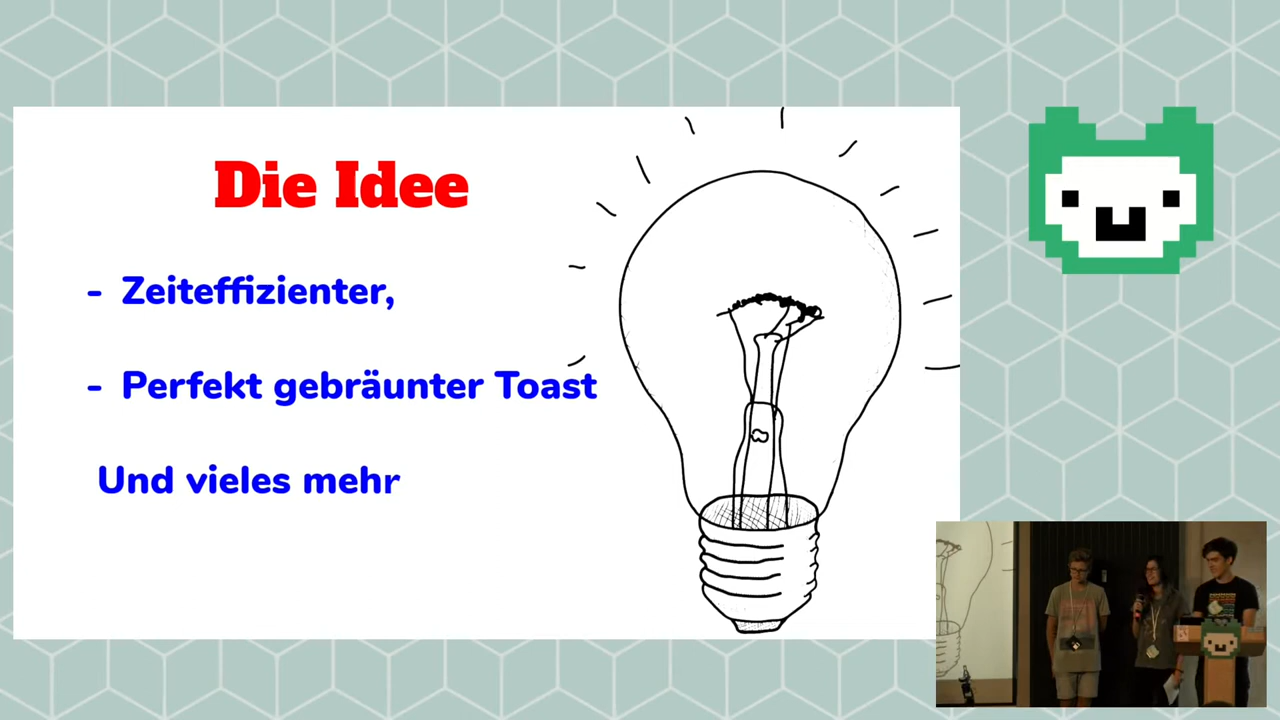 Die Idee
- Zeiteffizienter,
- Perfekt gebräunter Toast
Und vieles mehr